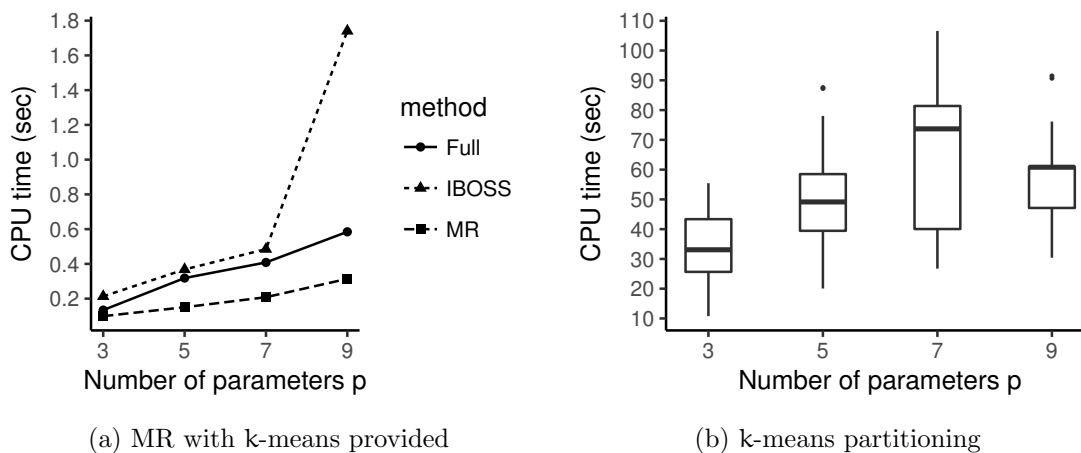 1.8
1.6
1.4
1.2
1.0
0.8
0.6
0.4
0.2
CPU time (sec)
3 5 7 9
Number of parameters p
method
Full
IBOSS
MR
(a) MR with k-means provided
110
100
90
80
70
60
50
40
30
20
10
CPU time (sec)
3 5 7 9
Number of parameters p
(b) k-means partitioning